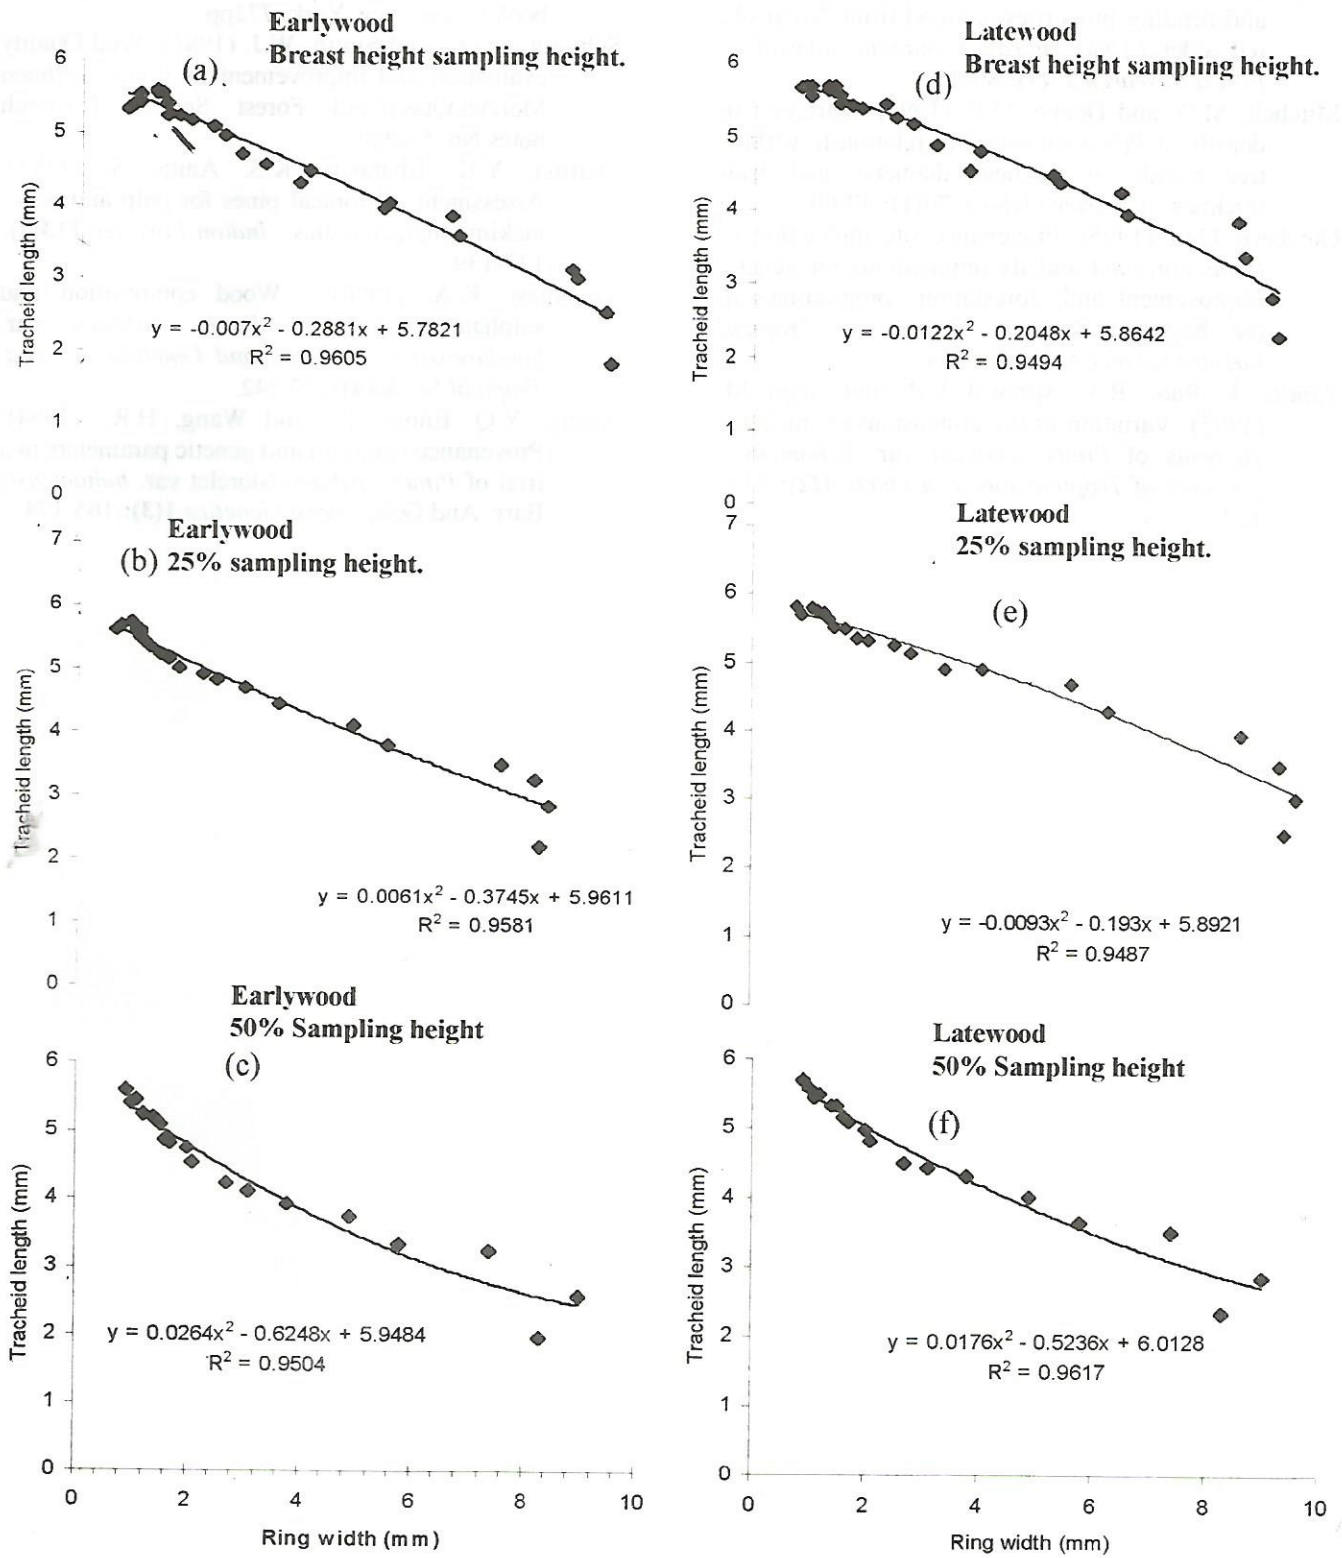 Earlywood
Breast height sampling height.
(a)
6
5
4
3
2
1
0
Tracheid length (mm)
y = -0.007x² - 0.2881x + 5.7821
R² = 0.9605
Earlywood
(b) 25% sampling height.
7
6
5
4
3
2
1
0
Tracheid length (mm)
y = 0.0061x² - 0.3745x + 5.9611
R² = 0.9581
Earlywood
50% Sampling height
(c)
6
5
4
3
2
1
0
Tracheid length (mm)
y = 0.0264x² - 0.6248x + 5.9484
R² = 0.9504
0 2 4 6 8 10
Ring width (mm)
Latewood
Breast height sampling height.
(d)
6
5
4
3
2
1
0
Tracheid length (mm)
y = -0.0122x² - 0.2048x + 5.8642
R² = 0.9494
Latewood
25% sampling height.
(e)
7
6
5
4
3
2
1
0
Tracheid length (mm)
y = -0.0093x² - 0.193x + 5.8921
R² = 0.9487
Latewood
50% Sampling height
(f)
6
5
4
3
2
1
0
Tracheid length (mm)
y = 0.0176x² - 0.5236x + 6.0128
R² = 0.9617
0 2 4 6 8 10
Ring width (mm)